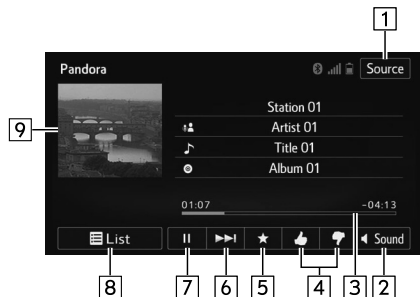 1
Pandora Source
Station 01
9 Artist 01
Title 01
Album 01
01:07 -04:13
List Sound
8 7 6 5 4 3 2